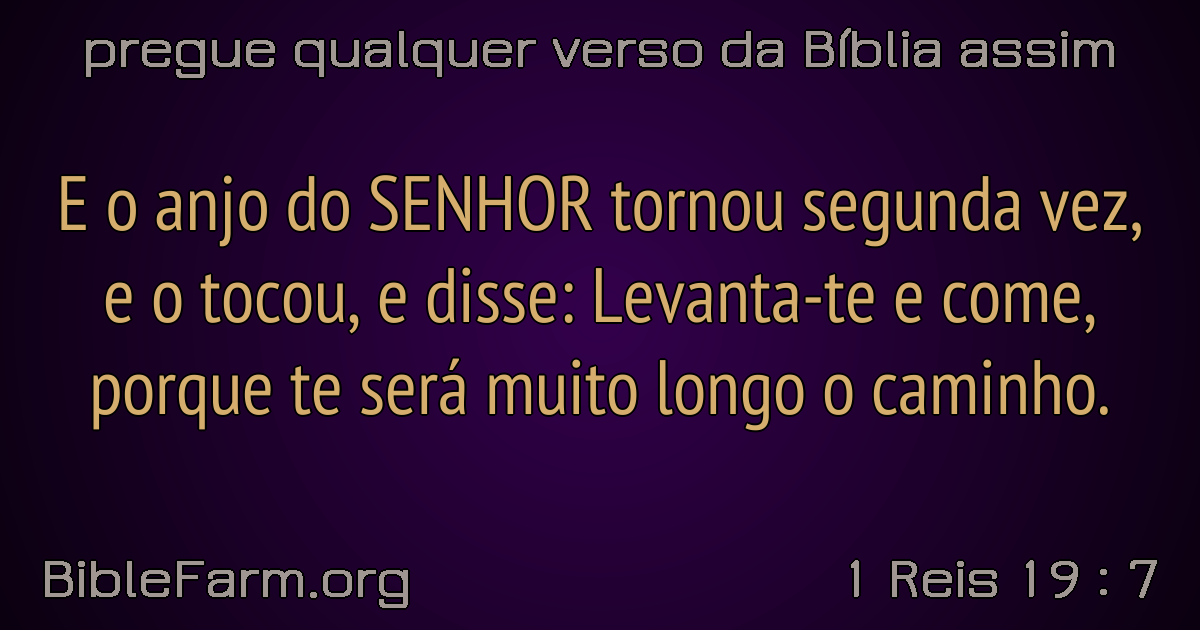 pregue qualquer verso da Bíblia assim
E o anjo do SENHOR tornou segunda vez,
e o tocou, e disse: Levanta-te e come,
porque te será muito longo o caminho.
BibleFarm.org
1 Reis 19 : 7